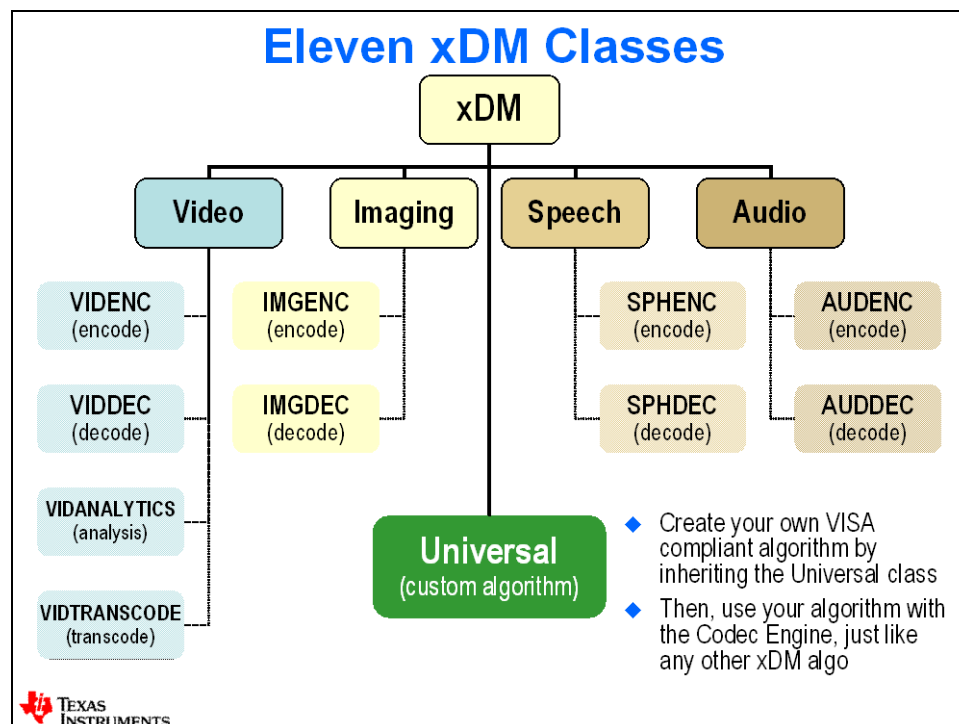 Eleven xDM Classes
xDM
Video
Imaging
Speech
Audio
VIDENC
(encode)
IMGENC
(encode)
SPHENC
(encode)
AUDENC
(encode)
VIDDEC
(decode)
IMGDEC
(decode)
SPHDEC
(decode)
AUDDEC
(decode)
VIDANALYTICS
(analysis)
VIDTRANSCODE
(transcode)
Universal
(custom algorithm)
◆ Create your own VISA
compliant algorithm by
inheriting the Universal class
◆ Then, use your algorithm with
the Codec Engine, just like
any other xDM algo
TEXAS
INSTRUMENTS